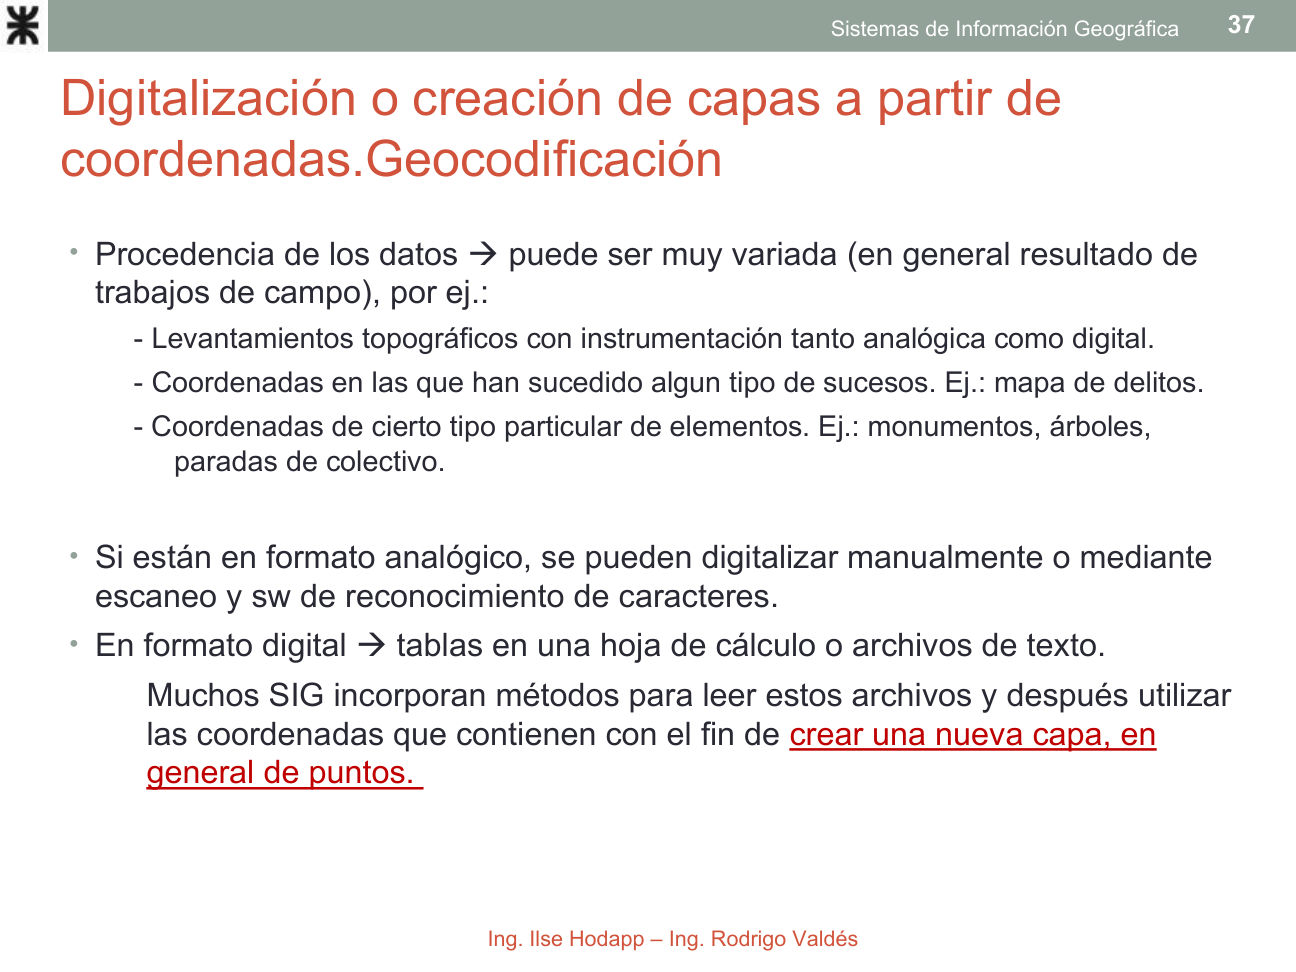 Sistemas de Información Geográfica 37
Digitalización o creación de capas a partir de
coordenadas.Geocodificación
• Procedencia de los datos → puede ser muy variada (en general resultado de
trabajos de campo), por ej.:
- Levantamientos topográficos con instrumentación tanto analógica como digital.
- Coordenadas en las que han sucedido algun tipo de sucesos. Ej.: mapa de delitos.
- Coordenadas de cierto tipo particular de elementos. Ej.: monumentos, árboles,
paradas de colectivo.
• Si están en formato analógico, se pueden digitalizar manualmente o mediante
escaneo y sw de reconocimiento de caracteres.
• En formato digital → tablas en una hoja de cálculo o archivos de texto.
Muchos SIG incorporan métodos para leer estos archivos y después utilizar
las coordenadas que contienen con el fin de crear una nueva capa, en
general de puntos.
Ing. Ilse Hodapp – Ing. Rodrigo Valdés